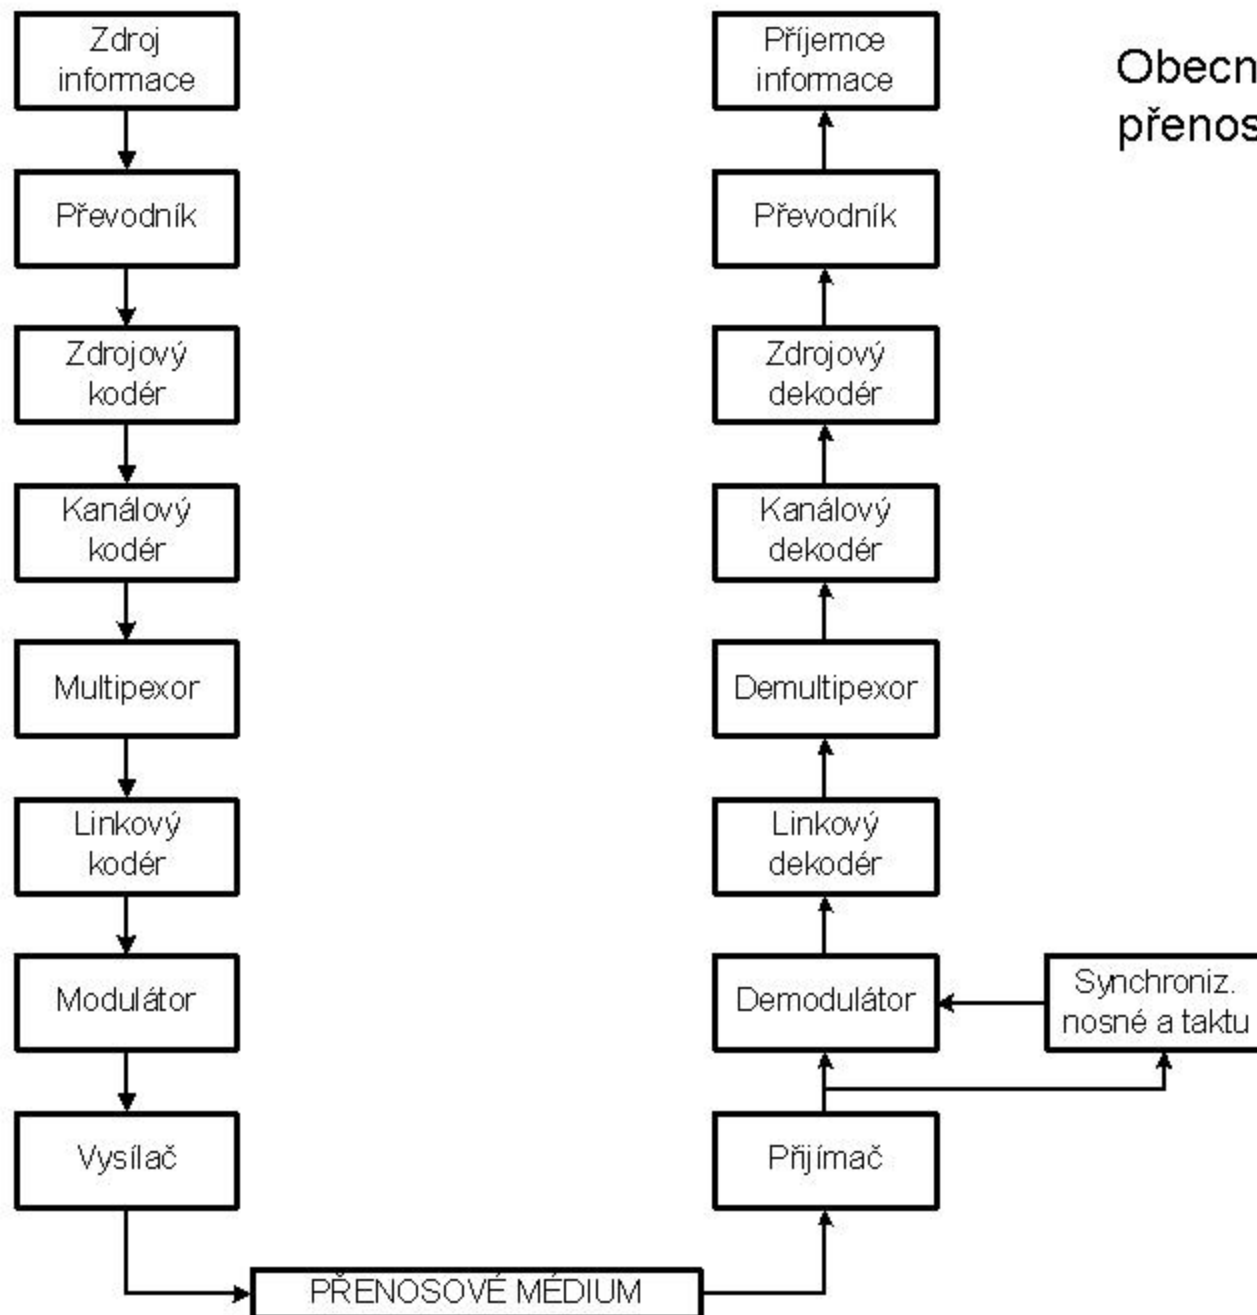 Zdroj
informace
Převodník
Zdrojový
kodér
Kanálový
kodér
Multipexor
Linkový
kodér
Modulátor
Vysílač
PŘENOSOVÉ MÉDIUM
Příjemce
informace
Převodník
Zdrojový
dekodér
Kanálový
dekodér
Demultipexor
Linkový
dekodér
Demodulátor
Přijímač
Synchroniz.
nosné a taktu
Obecn
přenos